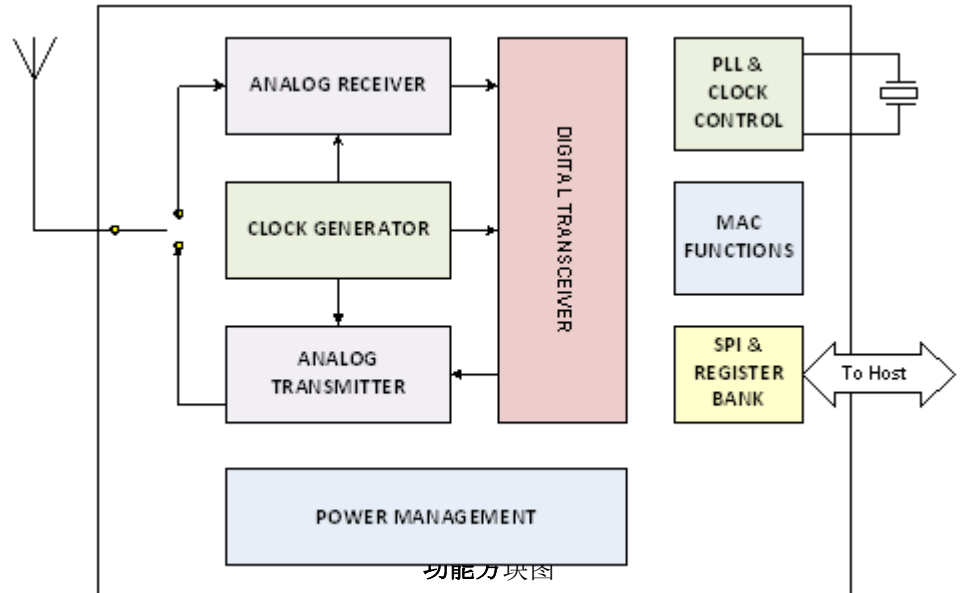 ANALOG RECEIVER
CLOCK GENERATOR
ANALOG
TRANSMITTER
DIGITAL TRANSCEIVER
PLL &
CLOCK
CONTROL
MAC
FUNCTIONS
SPI &
REGISTER
BANK
To Host
POWER MANAGEMENT
功能方块图